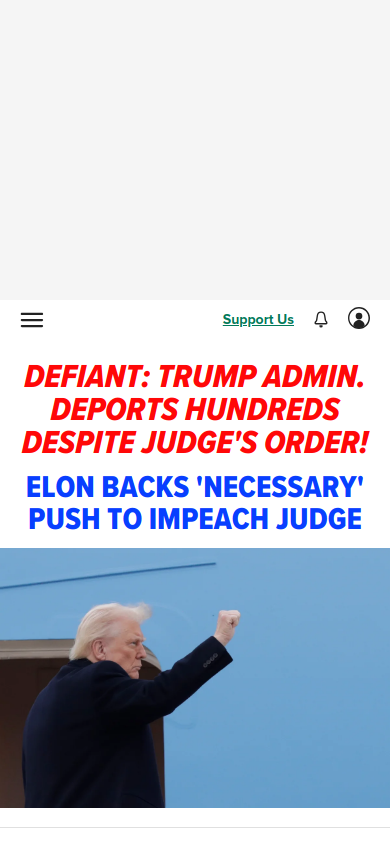 Support Us
DEFIANT: TRUMP ADMIN.
DEPORTS HUNDREDS
DESPITE JUDGE'S ORDER!
ELON BACKS 'NECESSARY'
PUSH TO IMPEACH JUDGE